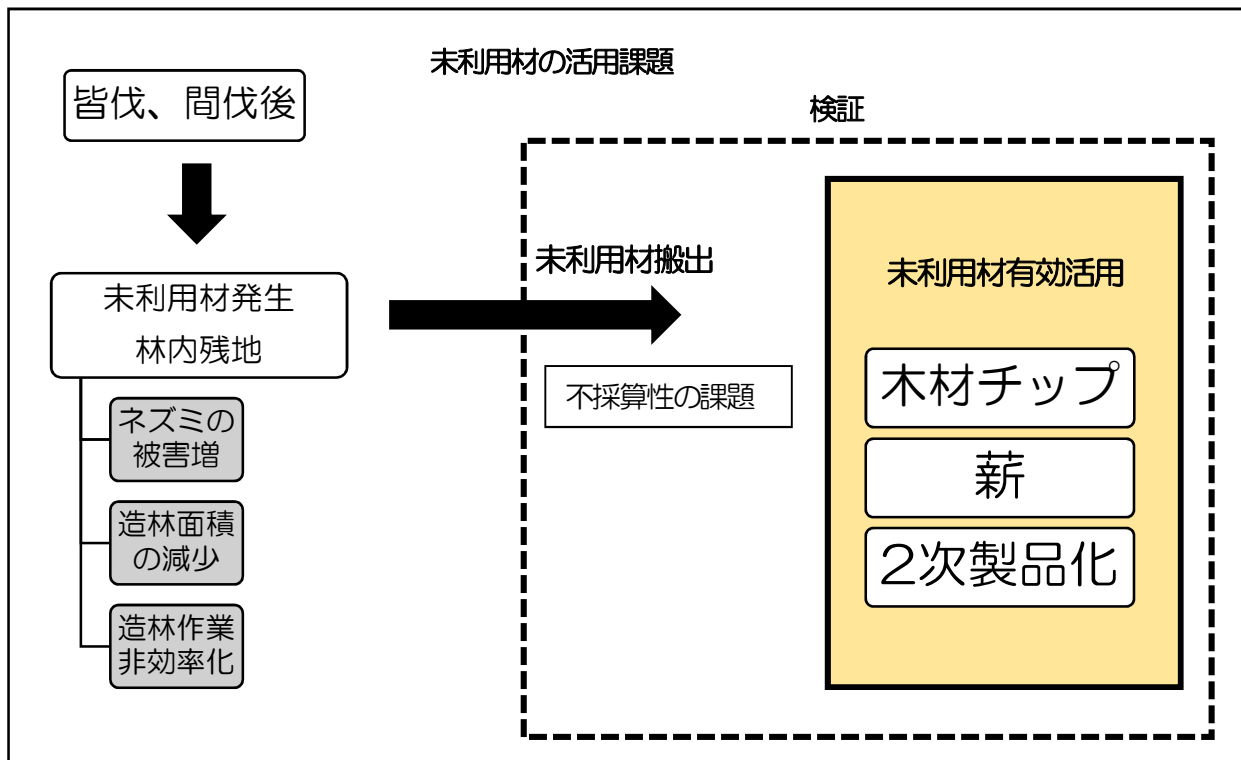 未利用材の活用課題
皆伐、間伐後
検証
未利用材発生
林内残地
ネズミの
被害増
造林面積
の減少
造林作業
非効率化
未利用材搬出
不採算性の課題
未利用材有効活用
木材チップ
薪
2次製品化